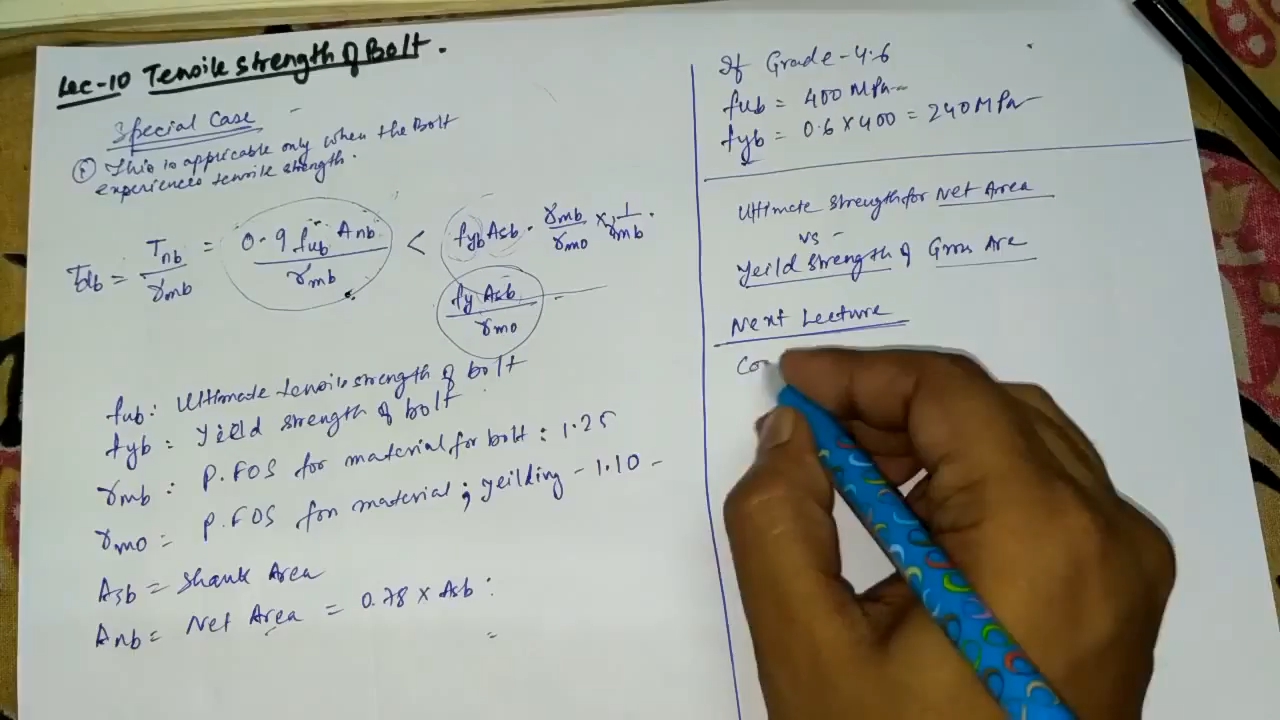 Lec-10 Tensile strength of Bolt.
Special Case
① This is applicable only when the Bolt
experiences tensile strength.
Tdb = Tnb/γmb = 0.9 fub Anb/γmb < fyb Asb · γmb/γmo × 1/γmb.
fy Asb/γmo
fub: Ultimate tensile strength of bolt
fyb: Yield strength of bolt
γmb: P.FOS for material for bolt: 1.25
γmo = P.FOS for material; yeilding - 1.10 -
Asb = Shank Area
Anb = Net Area = 0.78 × Asb :
=
If Grade-4.6
fub = 400 MPa
fyb = 0.6 × 400 = 240 MPa
Ultimate strength for Net Area
vs -
Yeild strength of Gross Are
Next Lecture
Co